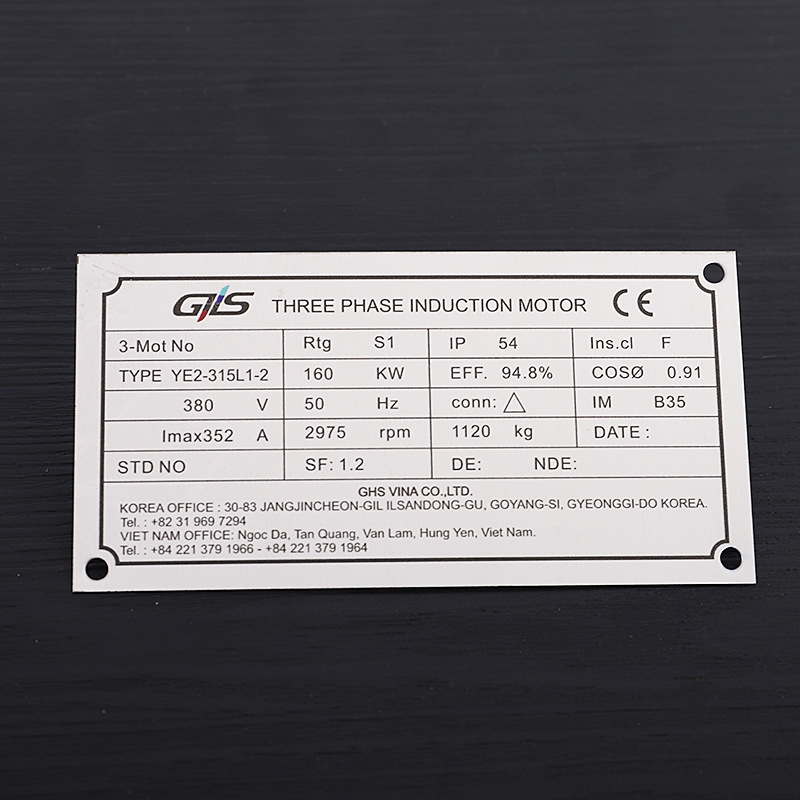 GHS THREE PHASE INDUCTION MOTOR CE
3-Mot No Rtg S1 IP 54 Ins.cl F
TYPE YE2-315L1-2 160 KW EFF. 94.8% COSØ 0.91
380 V 50 Hz conn: △ IM B35
Imax352 A 2975 rpm 1120 kg DATE :
STD NO SF: 1.2 DE: NDE:
GHS VINA CO.,LTD.
KOREA OFFICE : 30-83 JANGJINCHEON-GIL ILSANDONG-GU, GOYANG-SI, GYEONGGI-DO KOREA.
Tel. : +82 31 969 7294
VIET NAM OFFICE: Ngoc Da, Tan Quang, Van Lam, Hung Yen, Viet Nam.
Tel. : +84 221 379 1966 - +84 221 379 1964